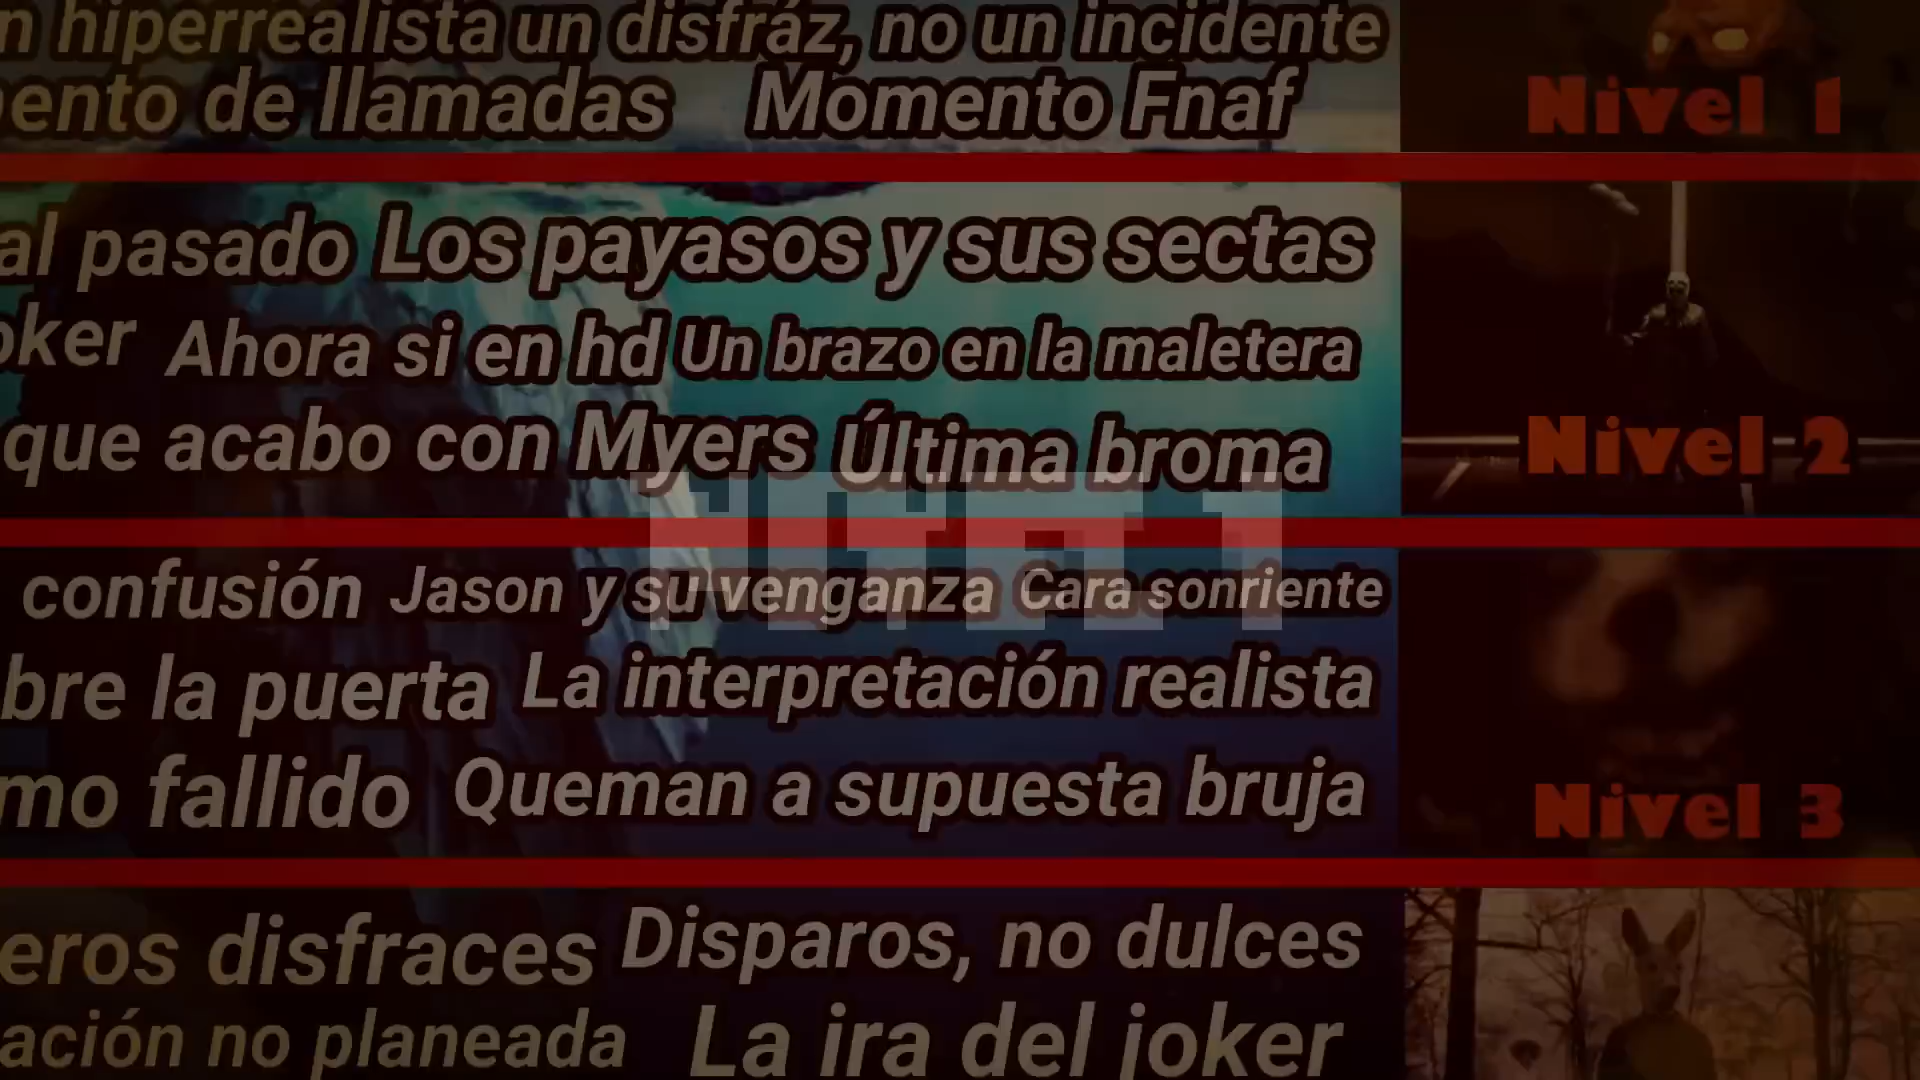 n hiperrealista un disfráz, no un incidente
ento de llamadas Momento Fnaf
Nivel 1
al pasado Los payasos y sus sectas
oker Ahora si en hd Un brazo en la maletera
que acabo con Myers Última broma
Nivel 2
confusión Jason y su venganza Cara sonriente
bre la puerta La interpretación realista
mo fallido Queman a supuesta bruja
Nivel 3
eros disfraces Disparos, no dulces
ación no planeada La ira del joker